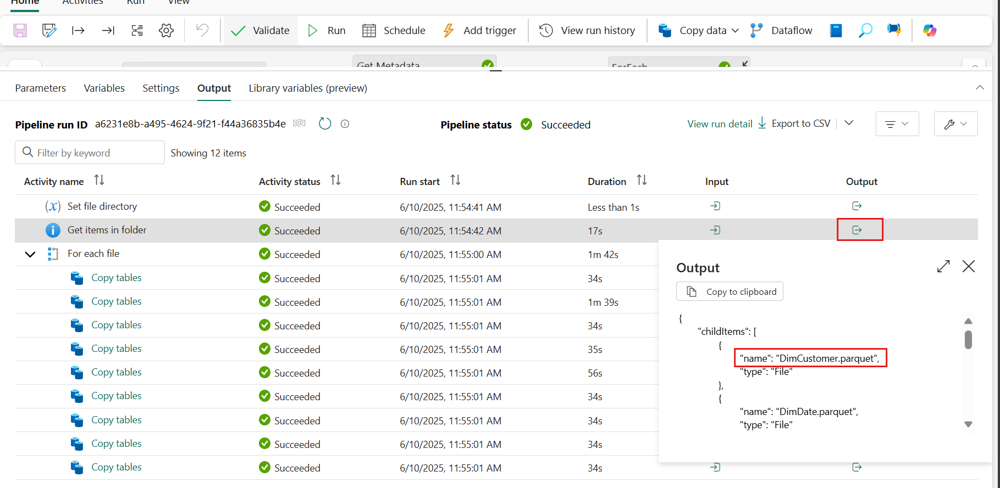 Home Activities Run View
Validate Run Schedule Add trigger View run history Copy data Dataflow
Get Metadata ForEach
Parameters Variables Settings Output Library variables (preview)
Pipeline run ID a6231e8b-a495-4624-9f21-f44a36835b4e [@] Pipeline status Succeeded View run detail Export to CSV
Filter by keyword Showing 12 items
Activity name Activity status Run start Duration Input Output
(x) Set file directory Succeeded 6/10/2025, 11:54:41 AM Less than 1s
Get items in folder Succeeded 6/10/2025, 11:54:42 AM 17s
For each file Succeeded 6/10/2025, 11:55:00 AM 1m 42s
Copy tables Succeeded 6/10/2025, 11:55:01 AM 34s
Copy tables Succeeded 6/10/2025, 11:55:01 AM 1m 39s
Copy tables Succeeded 6/10/2025, 11:55:01 AM 34s
Copy tables Succeeded 6/10/2025, 11:55:01 AM 35s
Copy tables Succeeded 6/10/2025, 11:55:01 AM 56s
Copy tables Succeeded 6/10/2025, 11:55:01 AM 34s
Copy tables Succeeded 6/10/2025, 11:55:01 AM 34s
Copy tables Succeeded 6/10/2025, 11:55:01 AM 34s
Copy tables Succeeded 6/10/2025, 11:55:01 AM 34s
Output
Copy to clipboard
{
"childItems": [
{
"name": "DimCustomer.parquet",
"type": "File"
},
{
"name": "DimDate.parquet",
"type": "File"